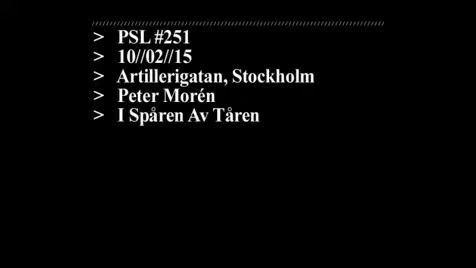 > PSL #251
> 10//02//15
> Artillerigatan, Stockholm
> Peter Morén
> I Spåren Av Tåren